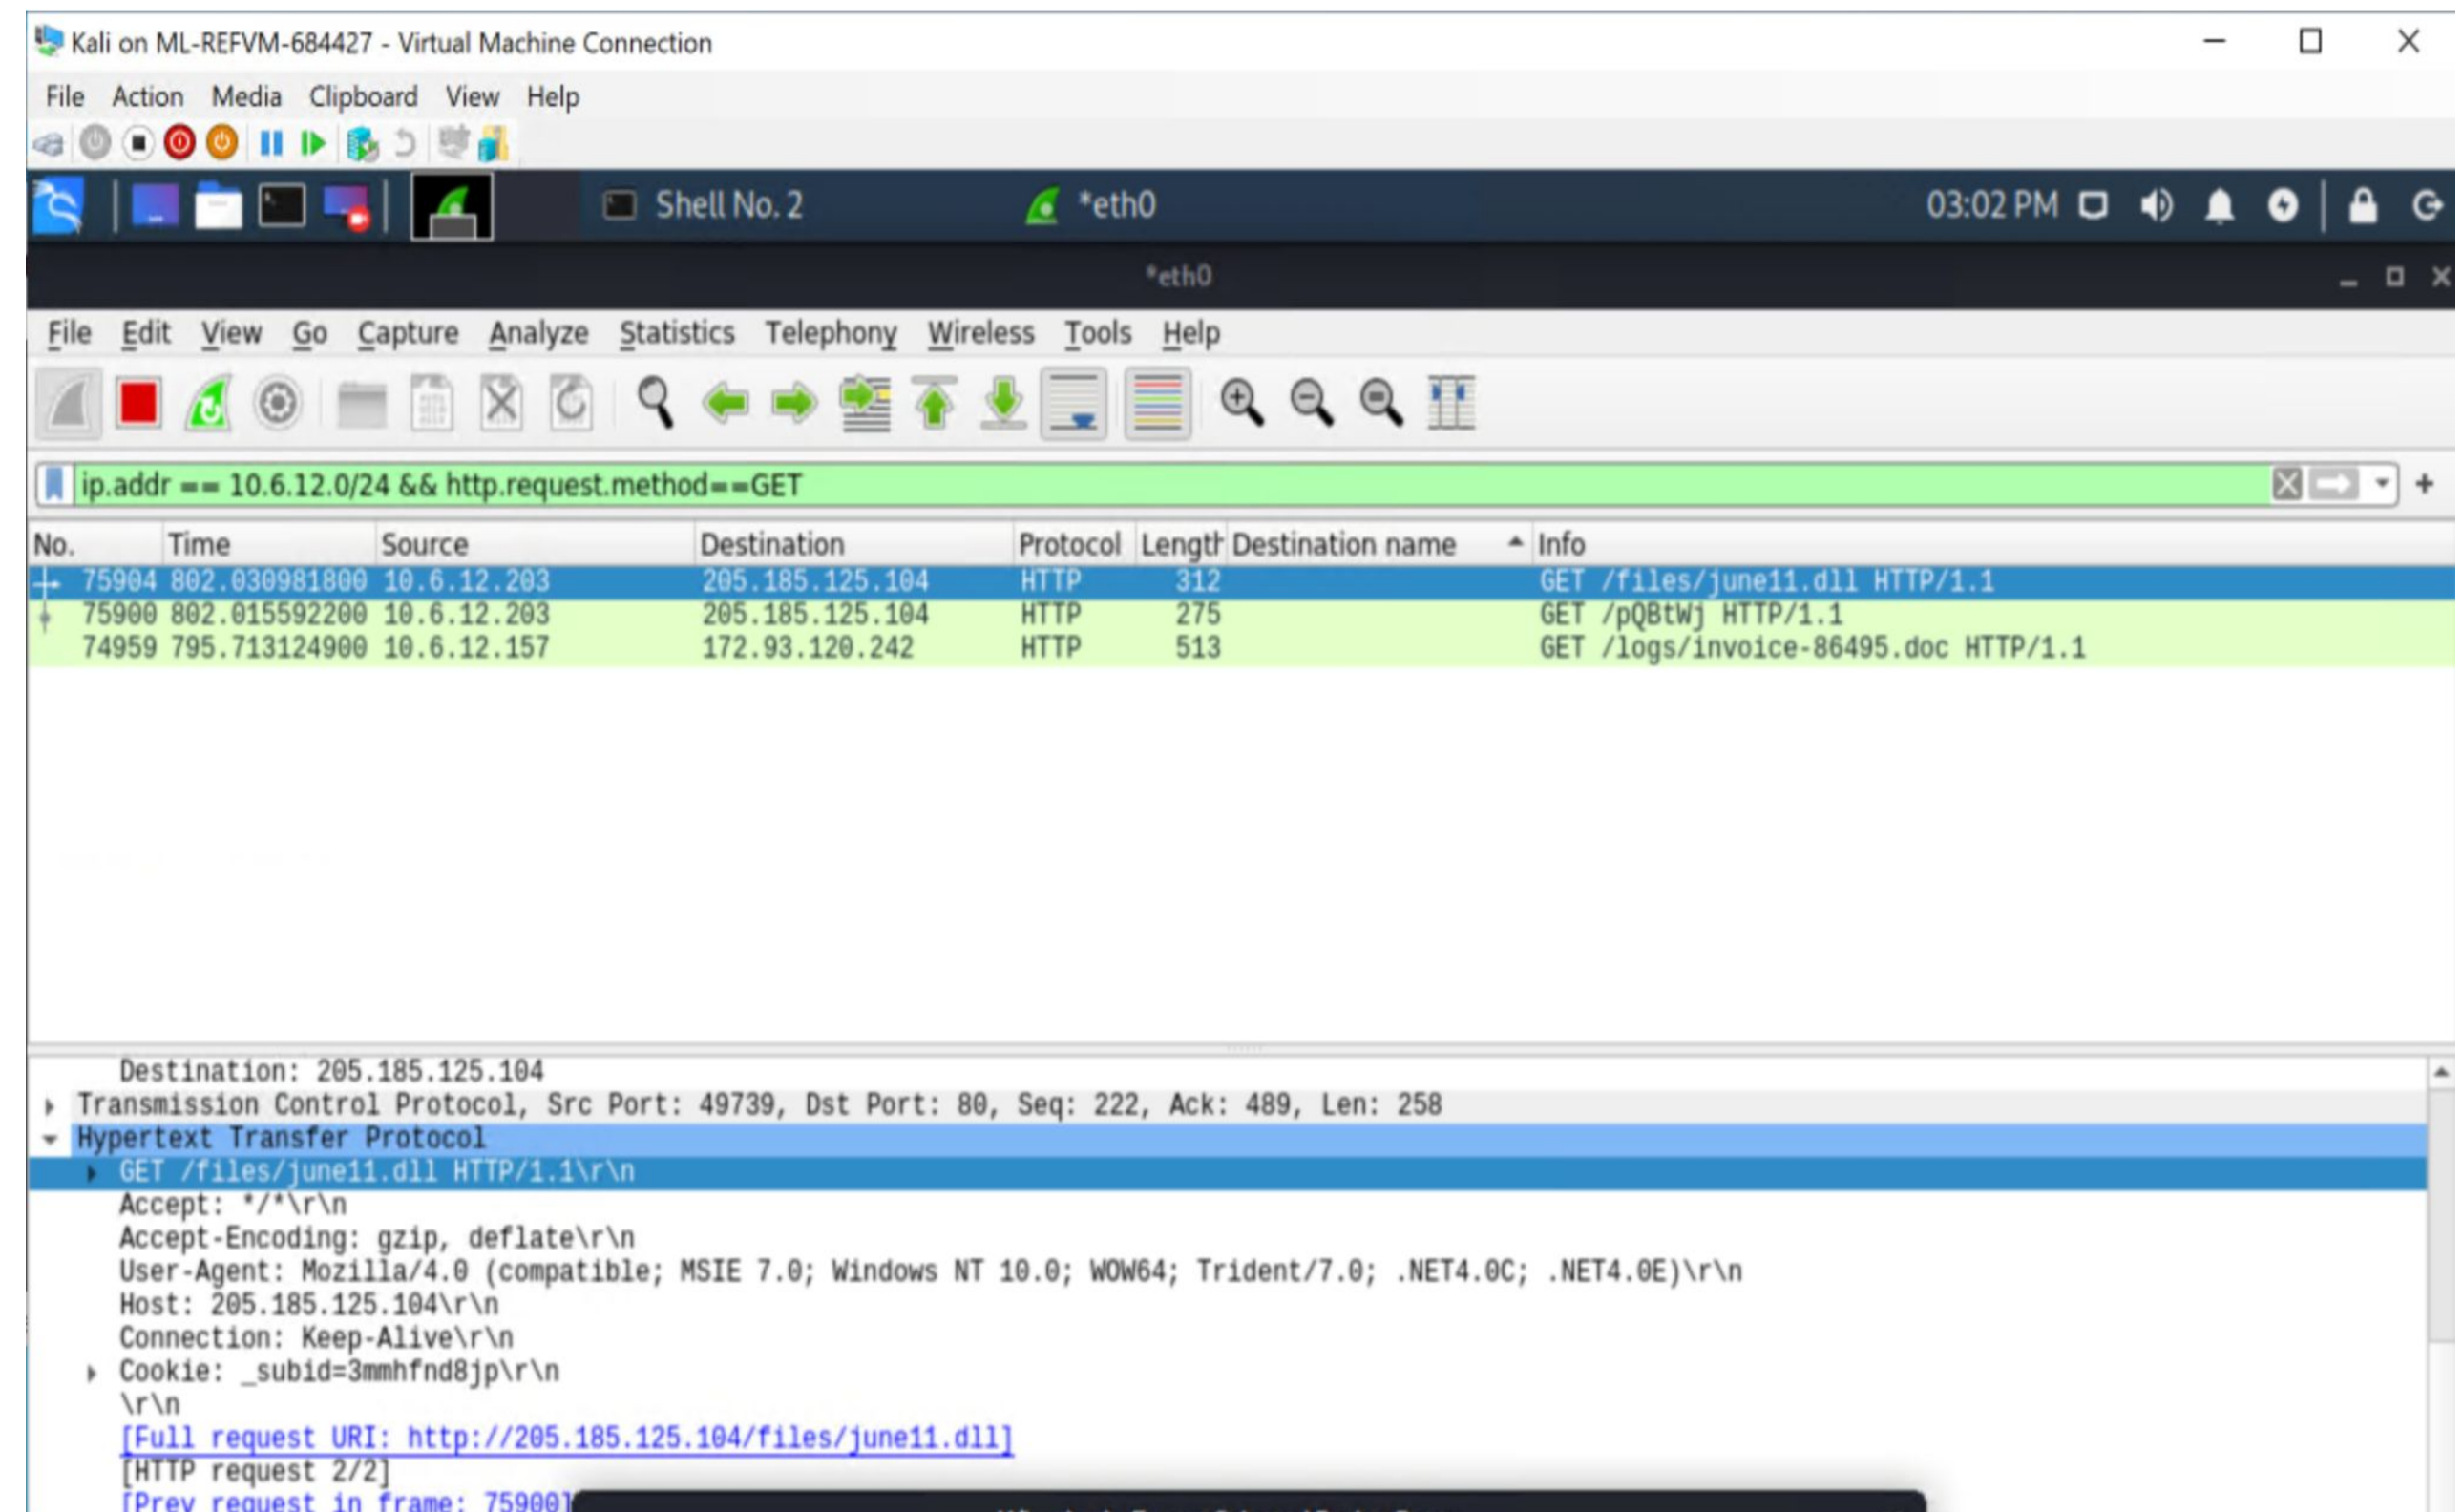 Kali on ML-REFVM-684427 - Virtual Machine Connection
File Action Media Clipboard View Help
Shell No. 2 *eth0 03:02 PM
*eth0
File Edit View Go Capture Analyze Statistics Telephony Wireless Tools Help
ip.addr == 10.6.12.0/24 && http.request.method==GET
No. Time Source Destination Protocol Length Destination name Info
75904 802.030981800 10.6.12.203 205.185.125.104 HTTP 312 GET /files/june11.dll HTTP/1.1
75900 802.015592200 10.6.12.203 205.185.125.104 HTTP 275 GET /pQBtWj HTTP/1.1
74959 795.713124900 10.6.12.157 172.93.120.242 HTTP 513 GET /logs/invoice-86495.doc HTTP/1.1
Destination: 205.185.125.104
Transmission Control Protocol, Src Port: 49739, Dst Port: 80, Seq: 222, Ack: 489, Len: 258
Hypertext Transfer Protocol
GET /files/june11.dll HTTP/1.1\r\n
Accept: */*\r\n
Accept-Encoding: gzip, deflate\r\n
User-Agent: Mozilla/4.0 (compatible; MSIE 7.0; Windows NT 10.0; WOW64; Trident/7.0; .NET4.0C; .NET4.0E)\r\n
Host: 205.185.125.104\r\n
Connection: Keep-Alive\r\n
Cookie: _subid=3mmhfnd8jp\r\n
\r\n
[Full request URI: http://205.185.125.104/files/june11.dll]
[HTTP request 2/2]
[Prev request in frame: 75900]